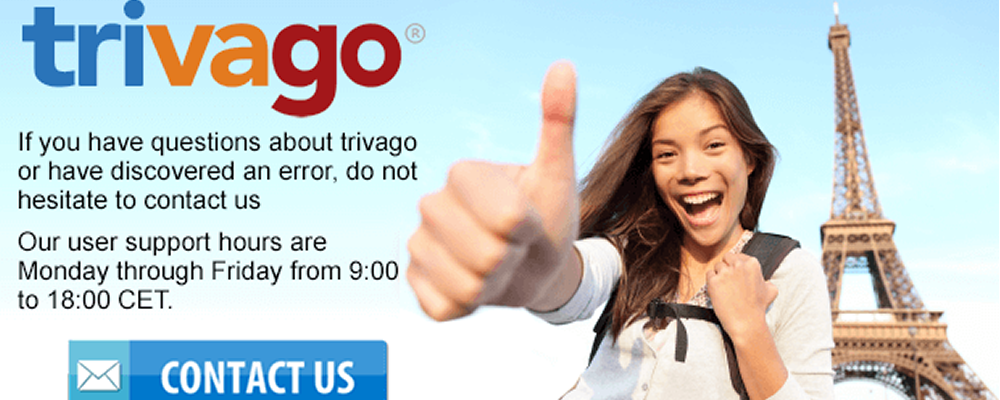 trivago®
If you have questions about trivago
or have discovered an error, do not
hesitate to contact us
Our user support hours are
Monday through Friday from 9:00
to 18:00 CET.
CONTACT US